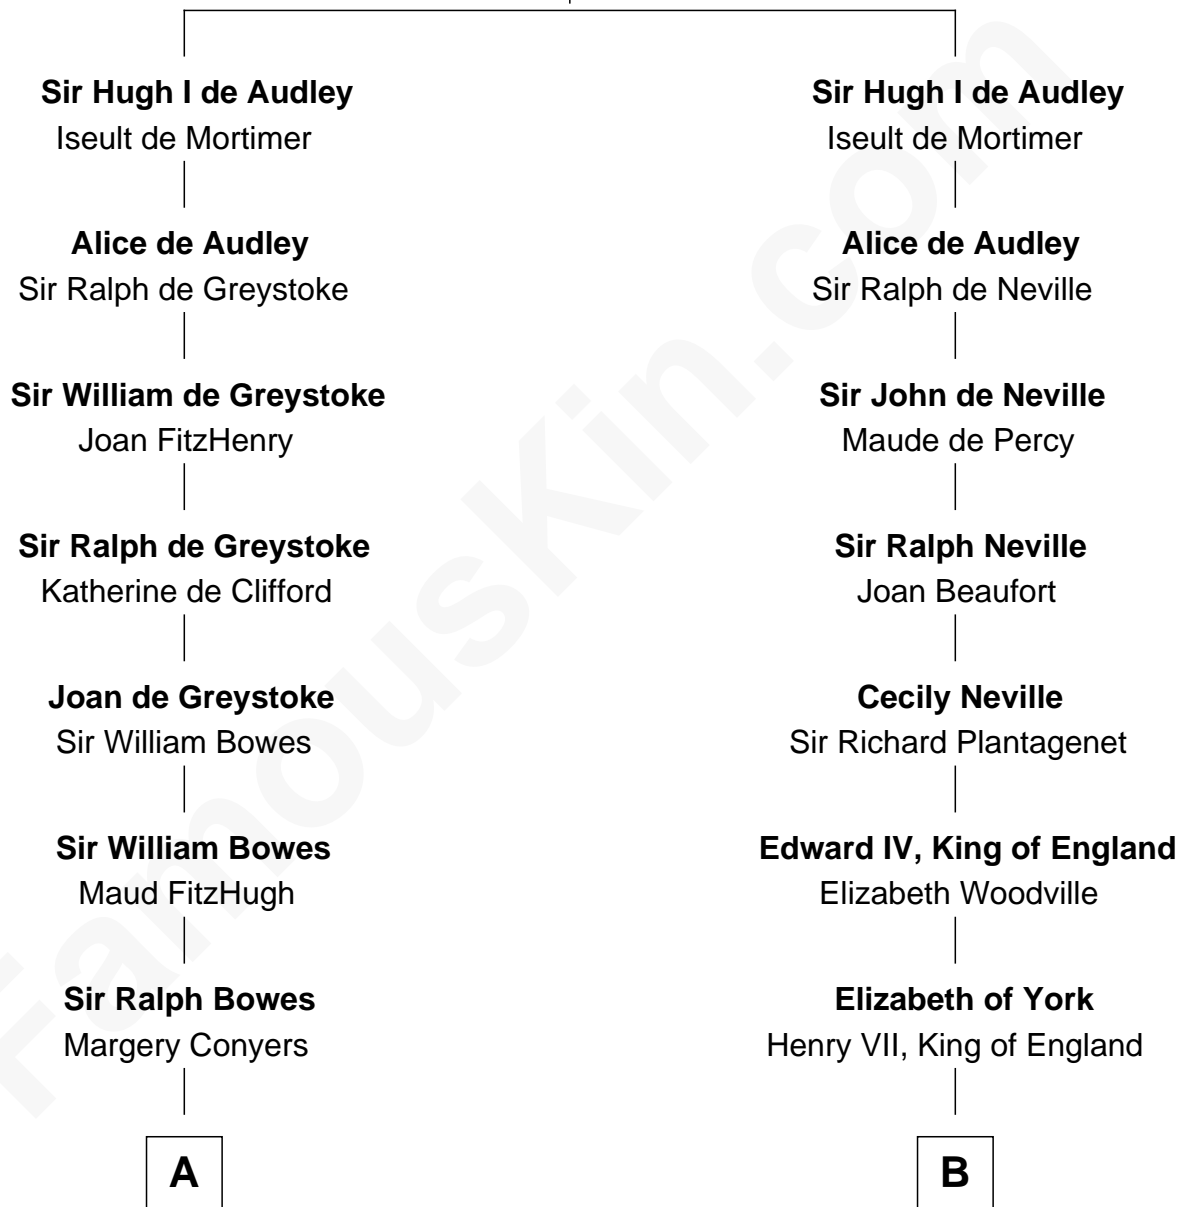 Sir Hugh I de Audley
Iseult de Mortimer
Alice de Audley
Sir Ralph de Greystoke
Sir William de Greystoke
Joan FitzHenry
Sir Ralph de Greystoke
Katherine de Clifford
Joan de Greystoke
Sir William Bowes
Sir William Bowes
Maud FitzHugh
Sir Ralph Bowes
Margery Conyers
A
Sir Hugh I de Audley
Iseult de Mortimer
Alice de Audley
Sir Ralph de Neville
Sir John de Neville
Maude de Percy
Sir Ralph Neville
Joan Beaufort
Cecily Neville
Sir Richard Plantagenet
Edward IV, King of England
Elizabeth Woodville
Elizabeth of York
Henry VII, King of England
B
FamousKin.com